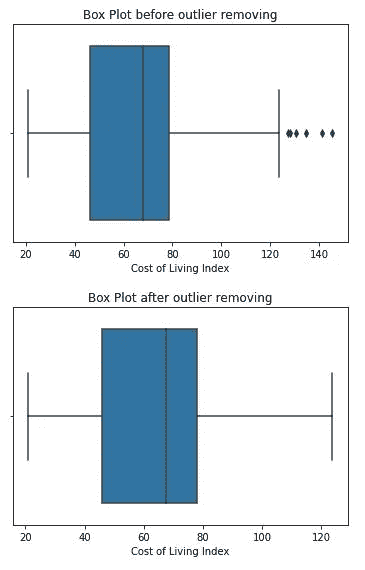 Box Plot before outlier removing
20 40 60 80 100 120 140
Cost of Living Index
Box Plot after outlier removing
20 40 60 80 100 120
Cost of Living Index